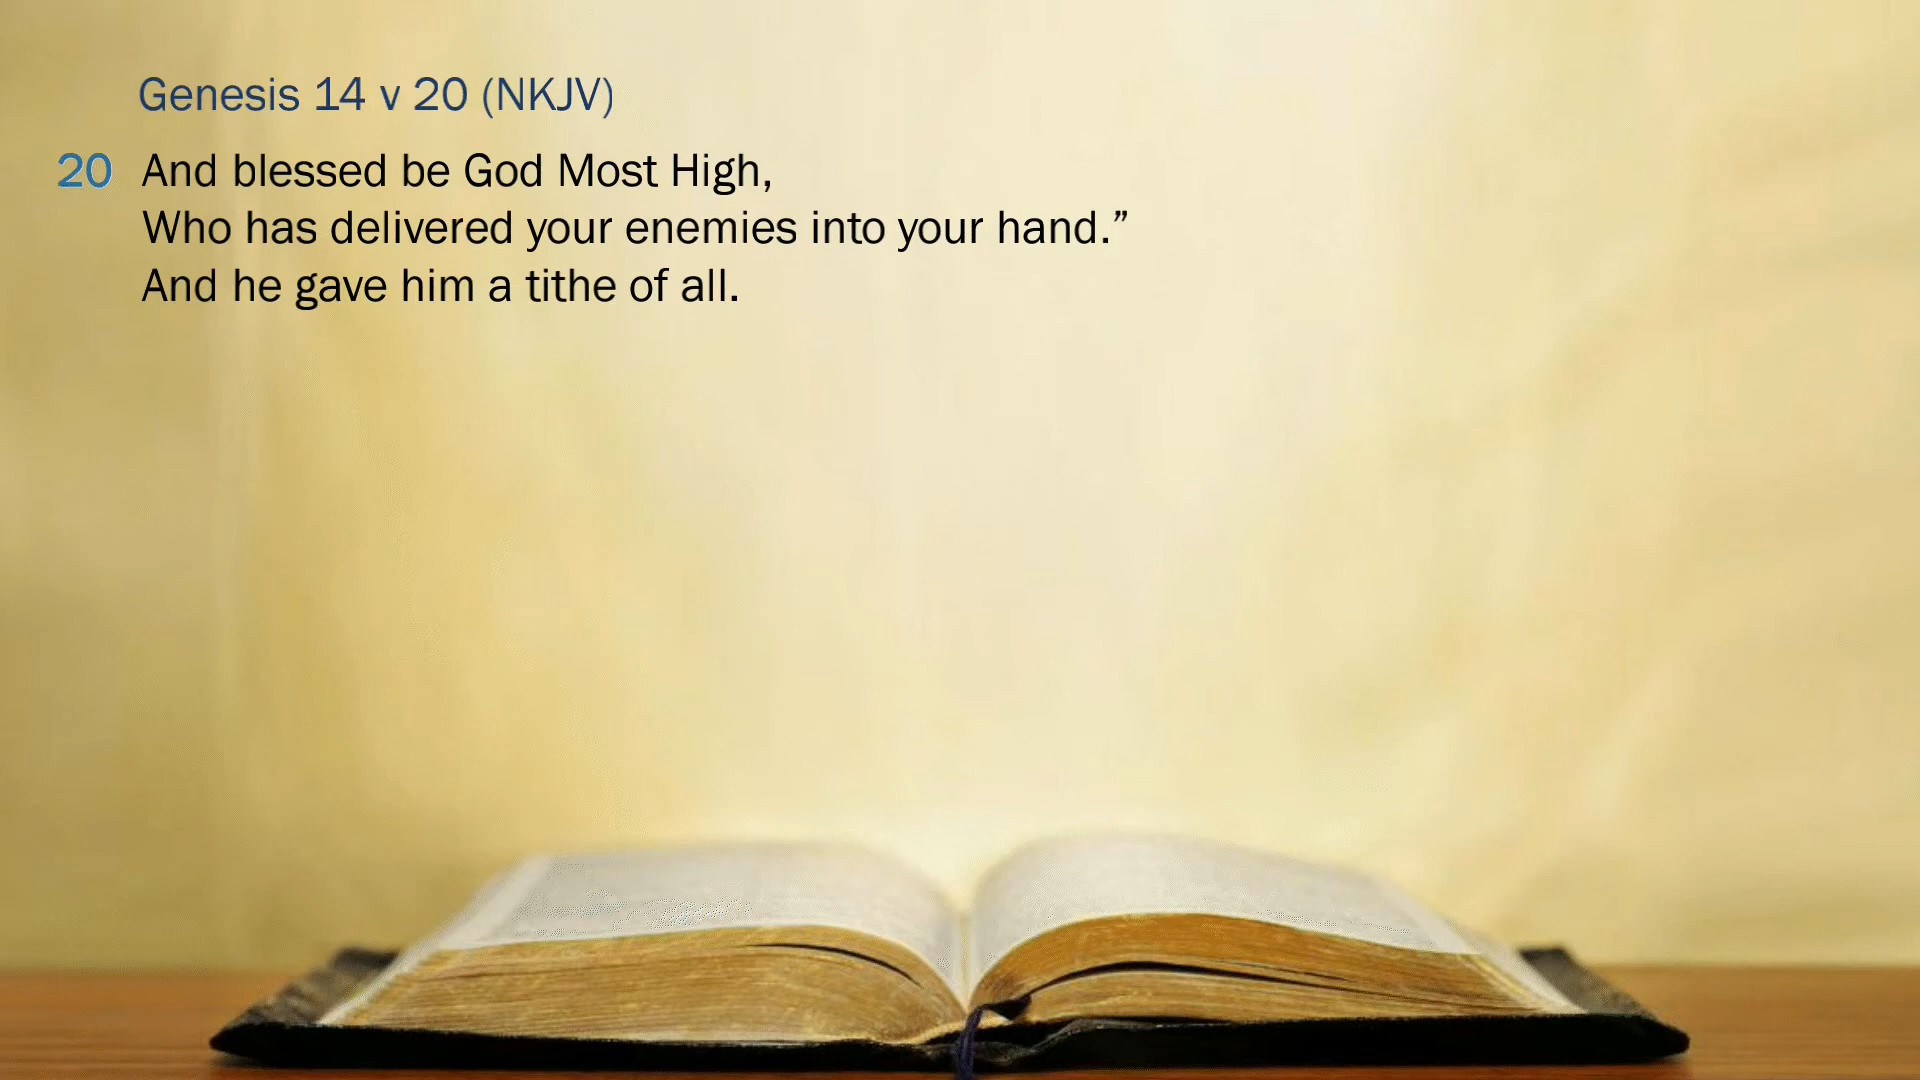 Genesis 14 v 20 (NKJV)
20 And blessed be God Most High,
Who has delivered your enemies into your hand.”
And he gave him a tithe of all.